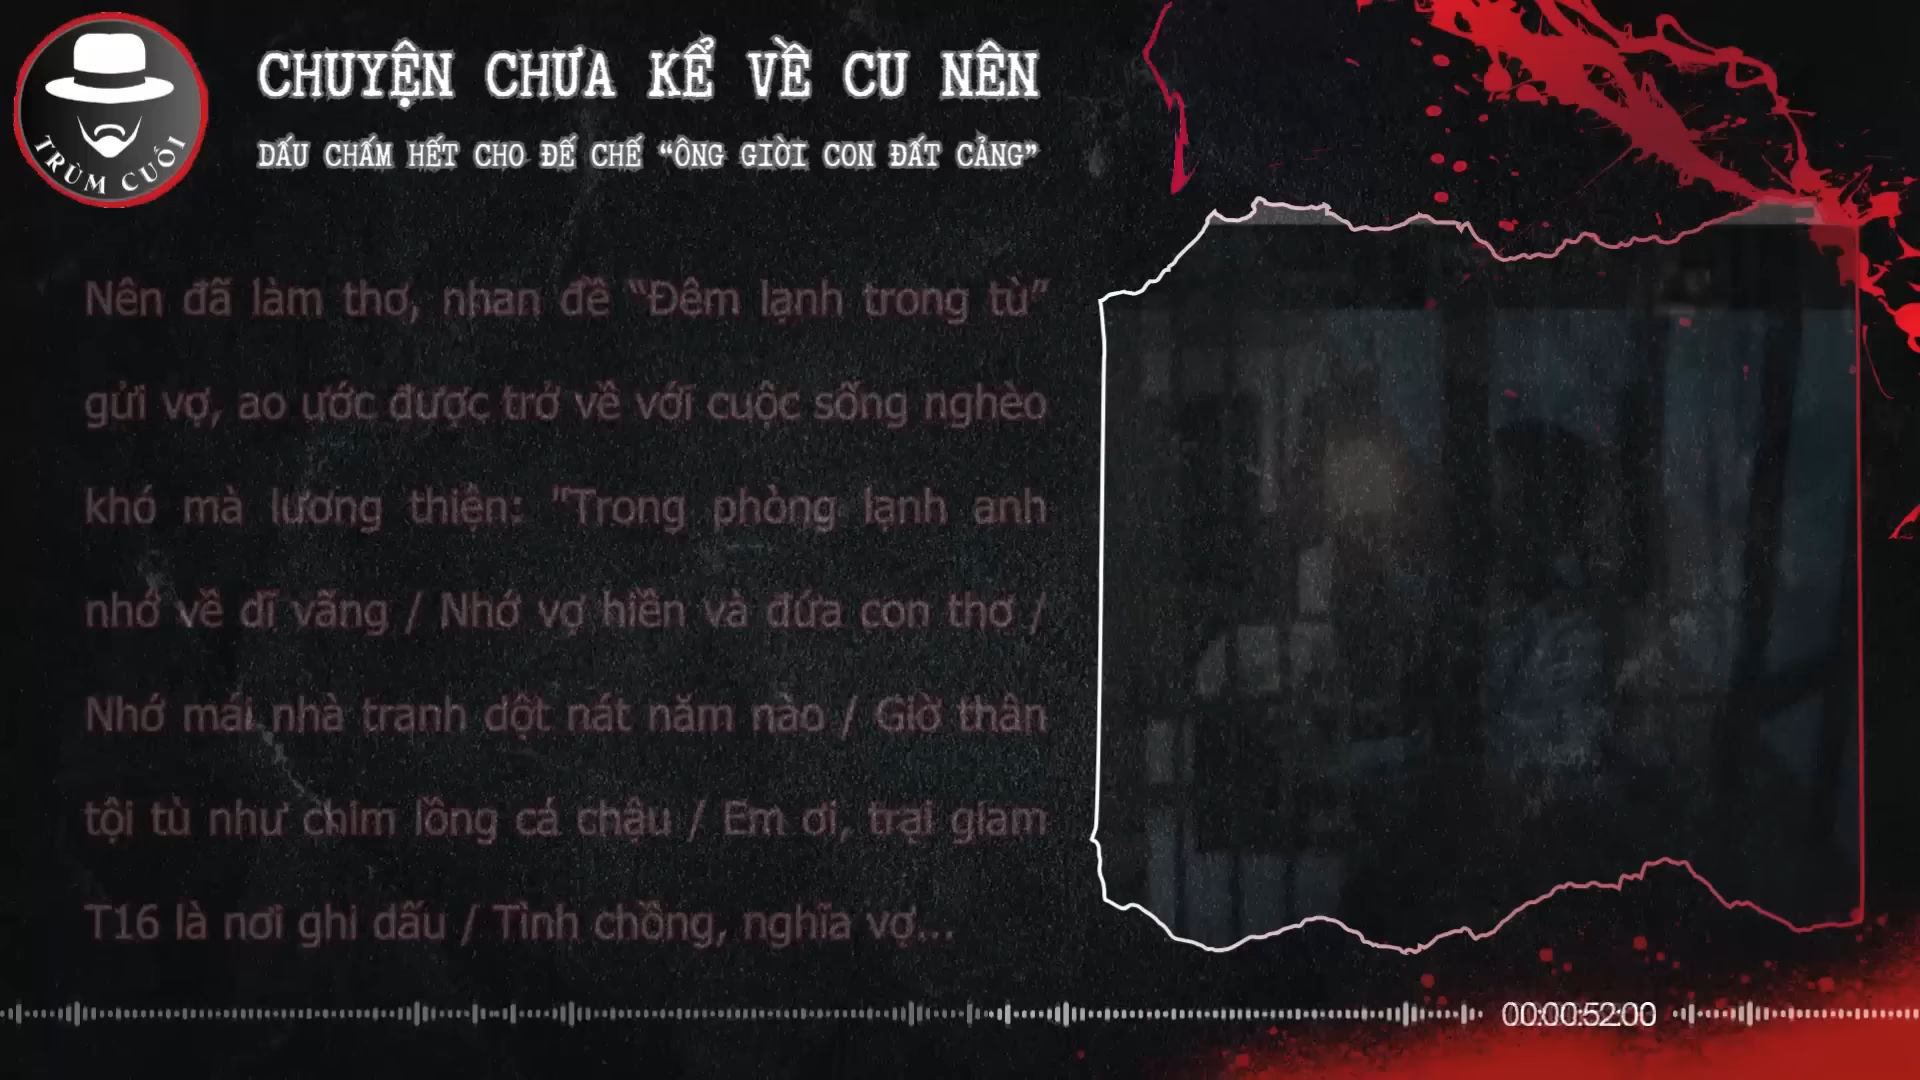 TRÙM CUỐI
CHUYỆN CHƯA KỂ VỀ CU NÊN
DẤU CHẤM HẾT CHO ĐẾ CHẾ “ÔNG GIỜI CON ĐẤT CẢNG”
Nên đã làm thơ, nhan đề “Đêm lạnh trong tù”
gửi vợ, ao ước được trở về với cuộc sống nghèo
khó mà lương thiện: "Trong phòng lạnh anh
nhớ về dĩ vãng / Nhớ vợ hiền và đứa con thơ /
Nhớ mái nhà tranh dột nát năm nào / Giờ thân
tội tù như chim lồng cá chậu / Em ơi, trại giam
T16 là nơi ghi dấu / Tình chồng, nghĩa vợ...
00:00:52:00